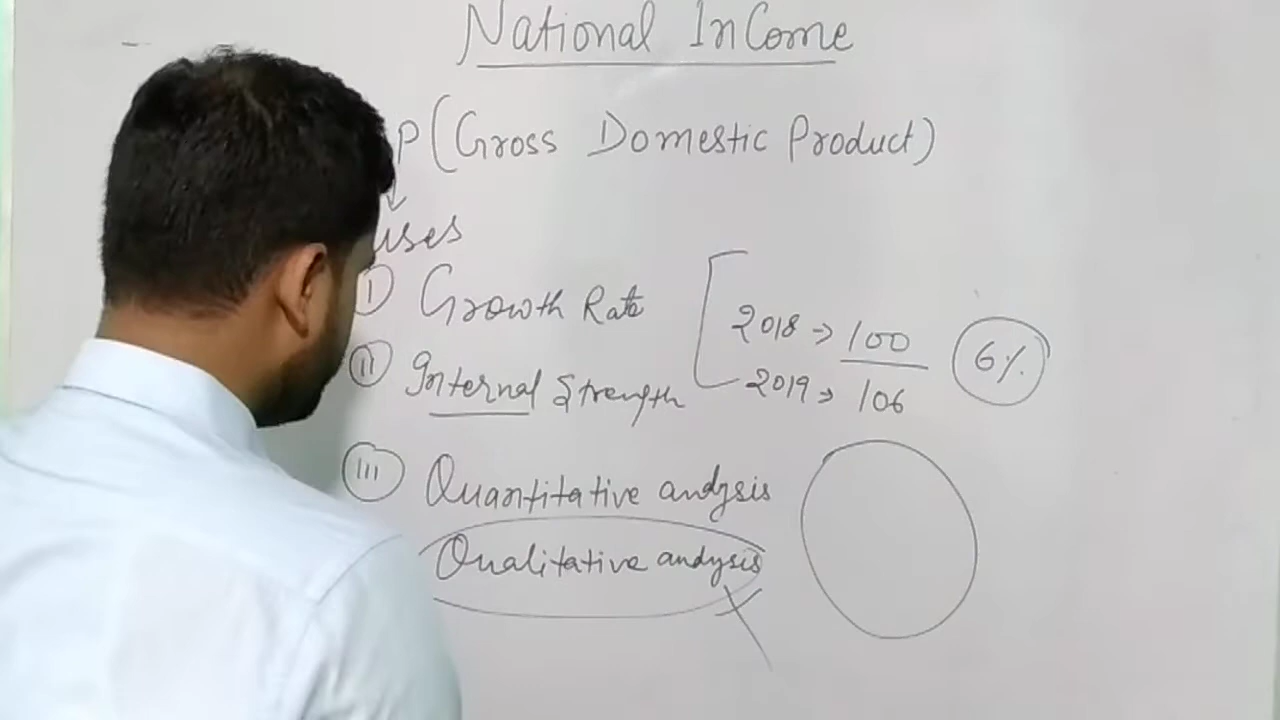 National Income
P (Gross Domestic Product)
uses
I Growth Rate
II Internal Strength
2018 → 100
2019 → 106
6%
III Quantitative analysis
Qualitative analysis